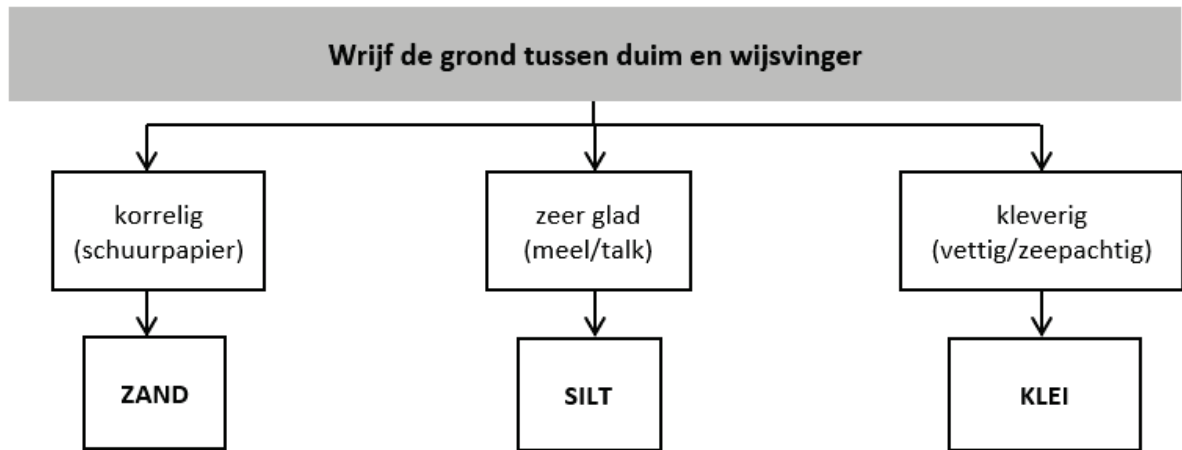 Wrijf de grond tussen duim en wijsvinger
korrelig
(schuurpapier)
zeer glad
(meel/talk)
kleverig
(vettig/zeepachtig)
ZAND
SILT
KLEI